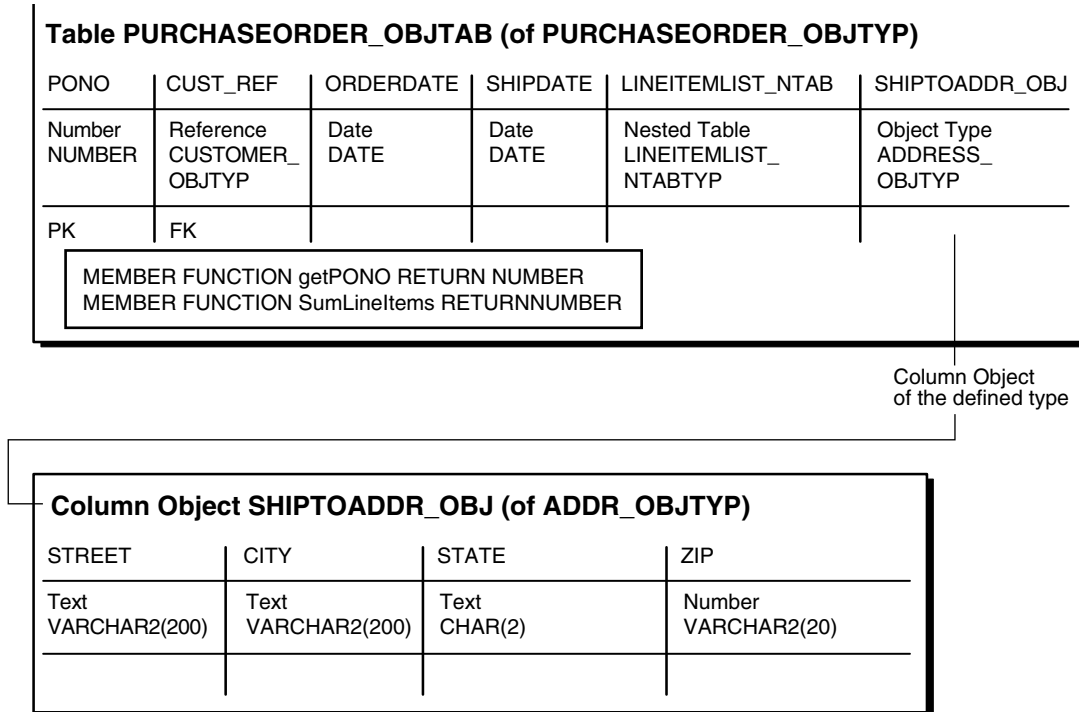 Table PURCHASEORDER_OBJTAB (of PURCHASEORDER_OBJTYP)
PONO CUST_REF ORDERDATE SHIPDATE LINEITEMLIST_NTAB SHIPTOADDR_OBJ
Number Reference Date Date Nested Table Object Type
NUMBER CUSTOMER_ DATE DATE LINEITEMLIST_ ADDRESS_
OBJTYP NTABTYP OBJTYP
PK FK
MEMBER FUNCTION getPONO RETURN NUMBER
MEMBER FUNCTION SumLineItems RETURNNUMBER
Column Object
of the defined type
Column Object SHIPTOADDR_OBJ (of ADDR_OBJTYP)
STREET CITY STATE ZIP
Text Text Text Number
VARCHAR2(200) VARCHAR2(200) CHAR(2) VARCHAR2(20)